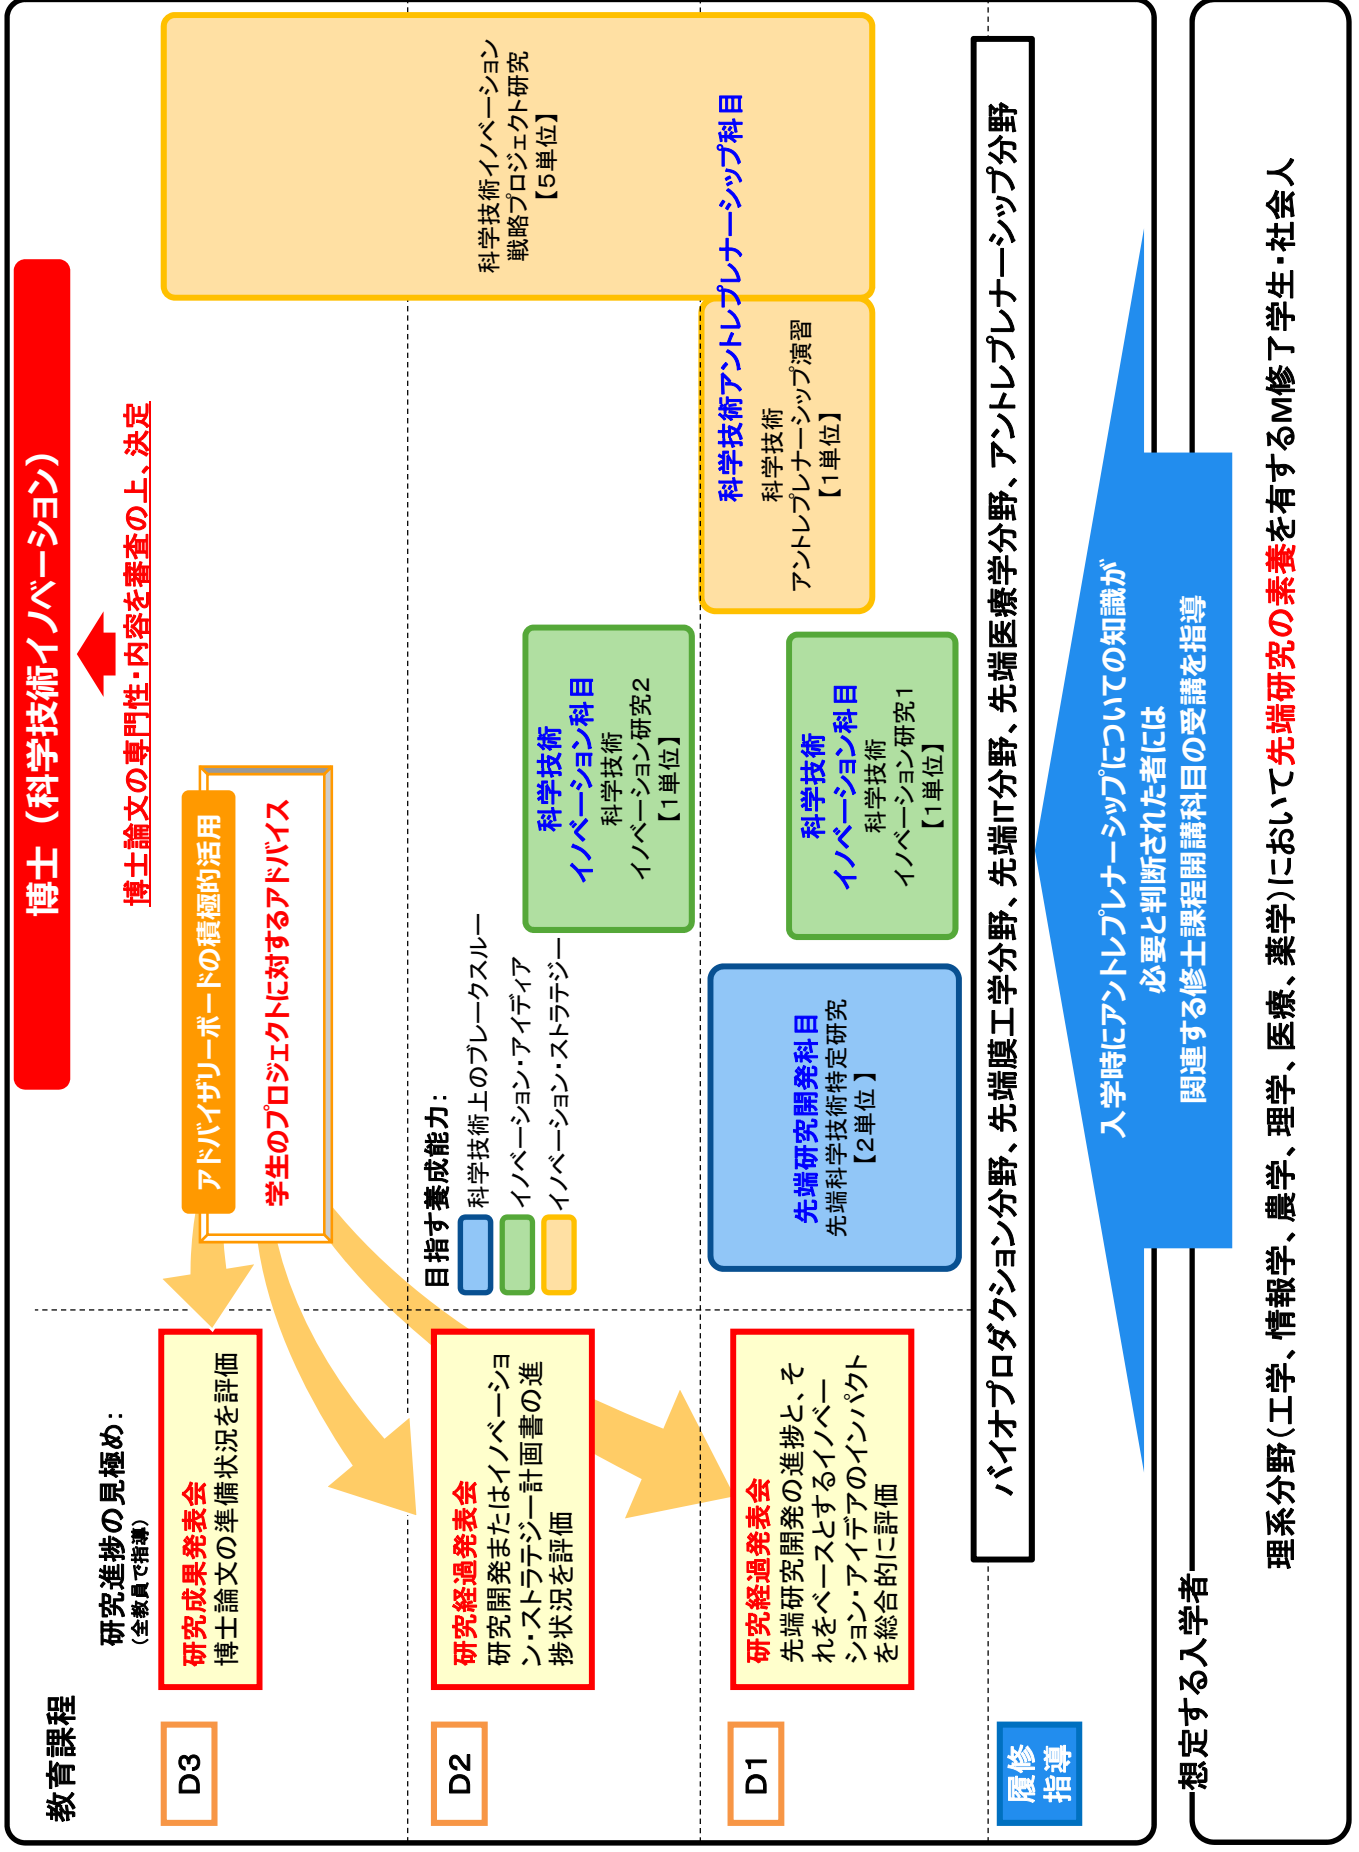 教育課程
博士（科学技術イノベーション）
博士論文の専門性・内容を審査の上、決定
研究進捗の見極め：
（全教員で指導）
D3
研究成果発表会
博士論文の準備状況を評価
アドバイザリーボードの積極的活用
学生のプロジェクトに対するアドバイス
科学技術イノベーション
戦略プロジェクト研究
【5単位】
D2
研究経過発表会
研究開発またはイノベーショ
ン・ストラテジー計画書の進
捗状況を評価
目指す養成能力：
科学技術上のブレークスルー
イノベーション・アイディア
イノベーション・ストラテジー
科学技術
イノベーション科目
科学技術
イノベーション研究2
【1単位】
D1
研究経過発表会
先端研究開発の進捗と、そ
れをベースとするイノベー
ション・アイデアのインパクト
を総合的に評価
先端研究開発科目
先端科学技術特定研究
【2単位】
科学技術
イノベーション科目
科学技術
イノベーション研究1
【1単位】
科学技術アントレプレナーシップ科目
科学技術
アントレプレナーシップ演習
【1単位】
バイオプロダクション分野、先端膜工学分野、先端IT分野、先端医療学分野、アントレプレナーシップ分野
履修
指導
入学時にアントレプレナーシップについての知識が
必要と判断された者には
関連する修士課程開講科目の受講を指導
想定する入学者
理系分野（工学、情報学、農学、理学、医療、薬学）において先端研究の素養を有するM修了学生・社会人